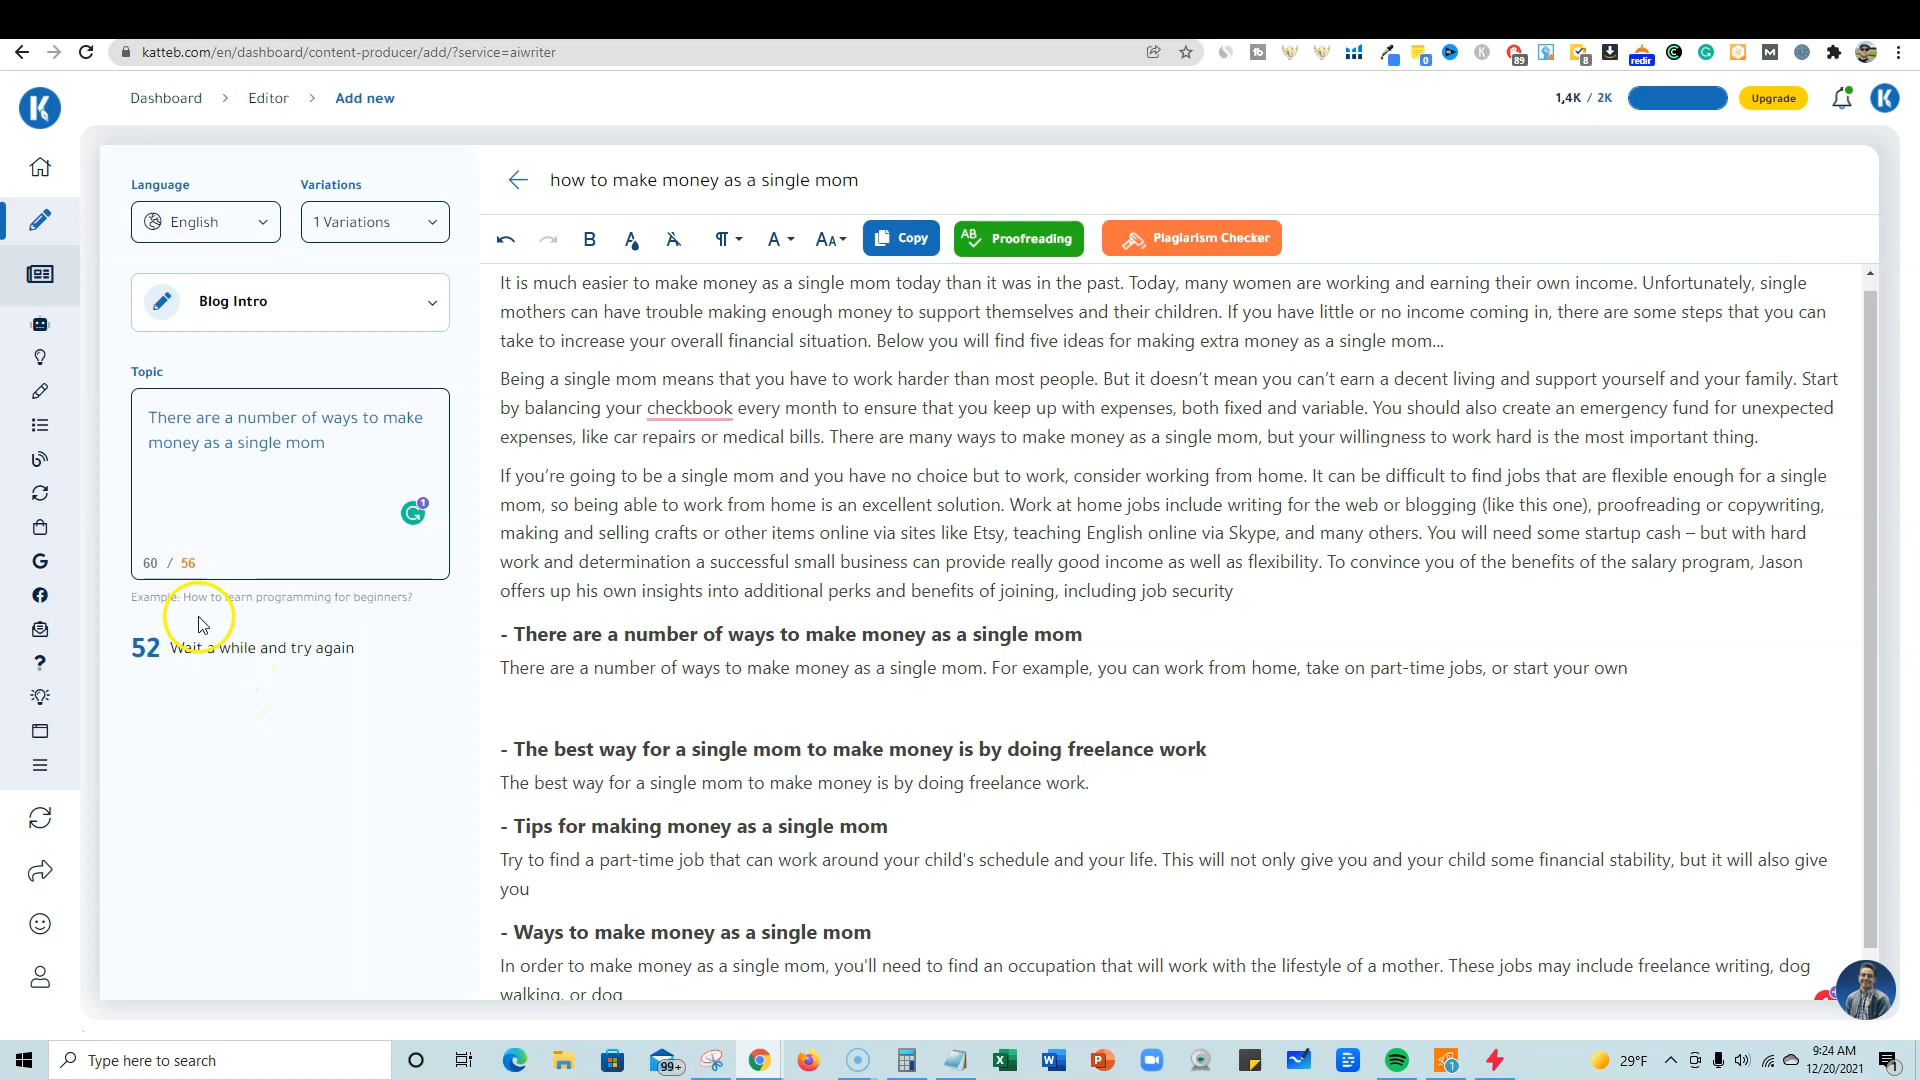 katteb.com/en/dashboard/content-producer/add/?service=aiwriter
89
0
8
redir
Dashboard > Editor > Add new
1,4K / 2K
Upgrade
Language
Variations
English
1 Variations
Blog Intro
Topic
There are a number of ways to make
money as a single mom
1
60 / 56
Example: How to learn programming for beginners?
52 Wait a while and try again
how to make money as a single mom
Copy
Proofreading
Plagiarism Checker
It is much easier to make money as a single mom today than it was in the past. Today, many women are working and earning their own income. Unfortunately, single
mothers can have trouble making enough money to support themselves and their children. If you have little or no income coming in, there are some steps that you can
take to increase your overall financial situation. Below you will find five ideas for making extra money as a single mom...
Being a single mom means that you have to work harder than most people. But it doesn’t mean you can’t earn a decent living and support yourself and your family. Start
by balancing your checkbook every month to ensure that you keep up with expenses, both fixed and variable. You should also create an emergency fund for unexpected
expenses, like car repairs or medical bills. There are many ways to make money as a single mom, but your willingness to work hard is the most important thing.
If you’re going to be a single mom and you have no choice but to work, consider working from home. It can be difficult to find jobs that are flexible enough for a single
mom, so being able to work from home is an excellent solution. Work at home jobs include writing for the web or blogging (like this one), proofreading or copywriting,
making and selling crafts or other items online via sites like Etsy, teaching English online via Skype, and many others. You will need some startup cash – but with hard
work and determination a successful small business can provide really good income as well as flexibility. To convince you of the benefits of the salary program, Jason
offers up his own insights into additional perks and benefits of joining, including job security
- There are a number of ways to make money as a single mom
There are a number of ways to make money as a single mom. For example, you can work from home, take on part-time jobs, or start your own
- The best way for a single mom to make money is by doing freelance work
The best way for a single mom to make money is by doing freelance work.
- Tips for making money as a single mom
Try to find a part-time job that can work around your child's schedule and your life. This will not only give you and your child some financial stability, but it will also give
you
- Ways to make money as a single mom
In order to make money as a single mom, you'll need to find an occupation that will work with the lifestyle of a mother. These jobs may include freelance writing, dog
walking, or dog
Type here to search
99+
1
29°F
9:24 AM
12/20/2021
1